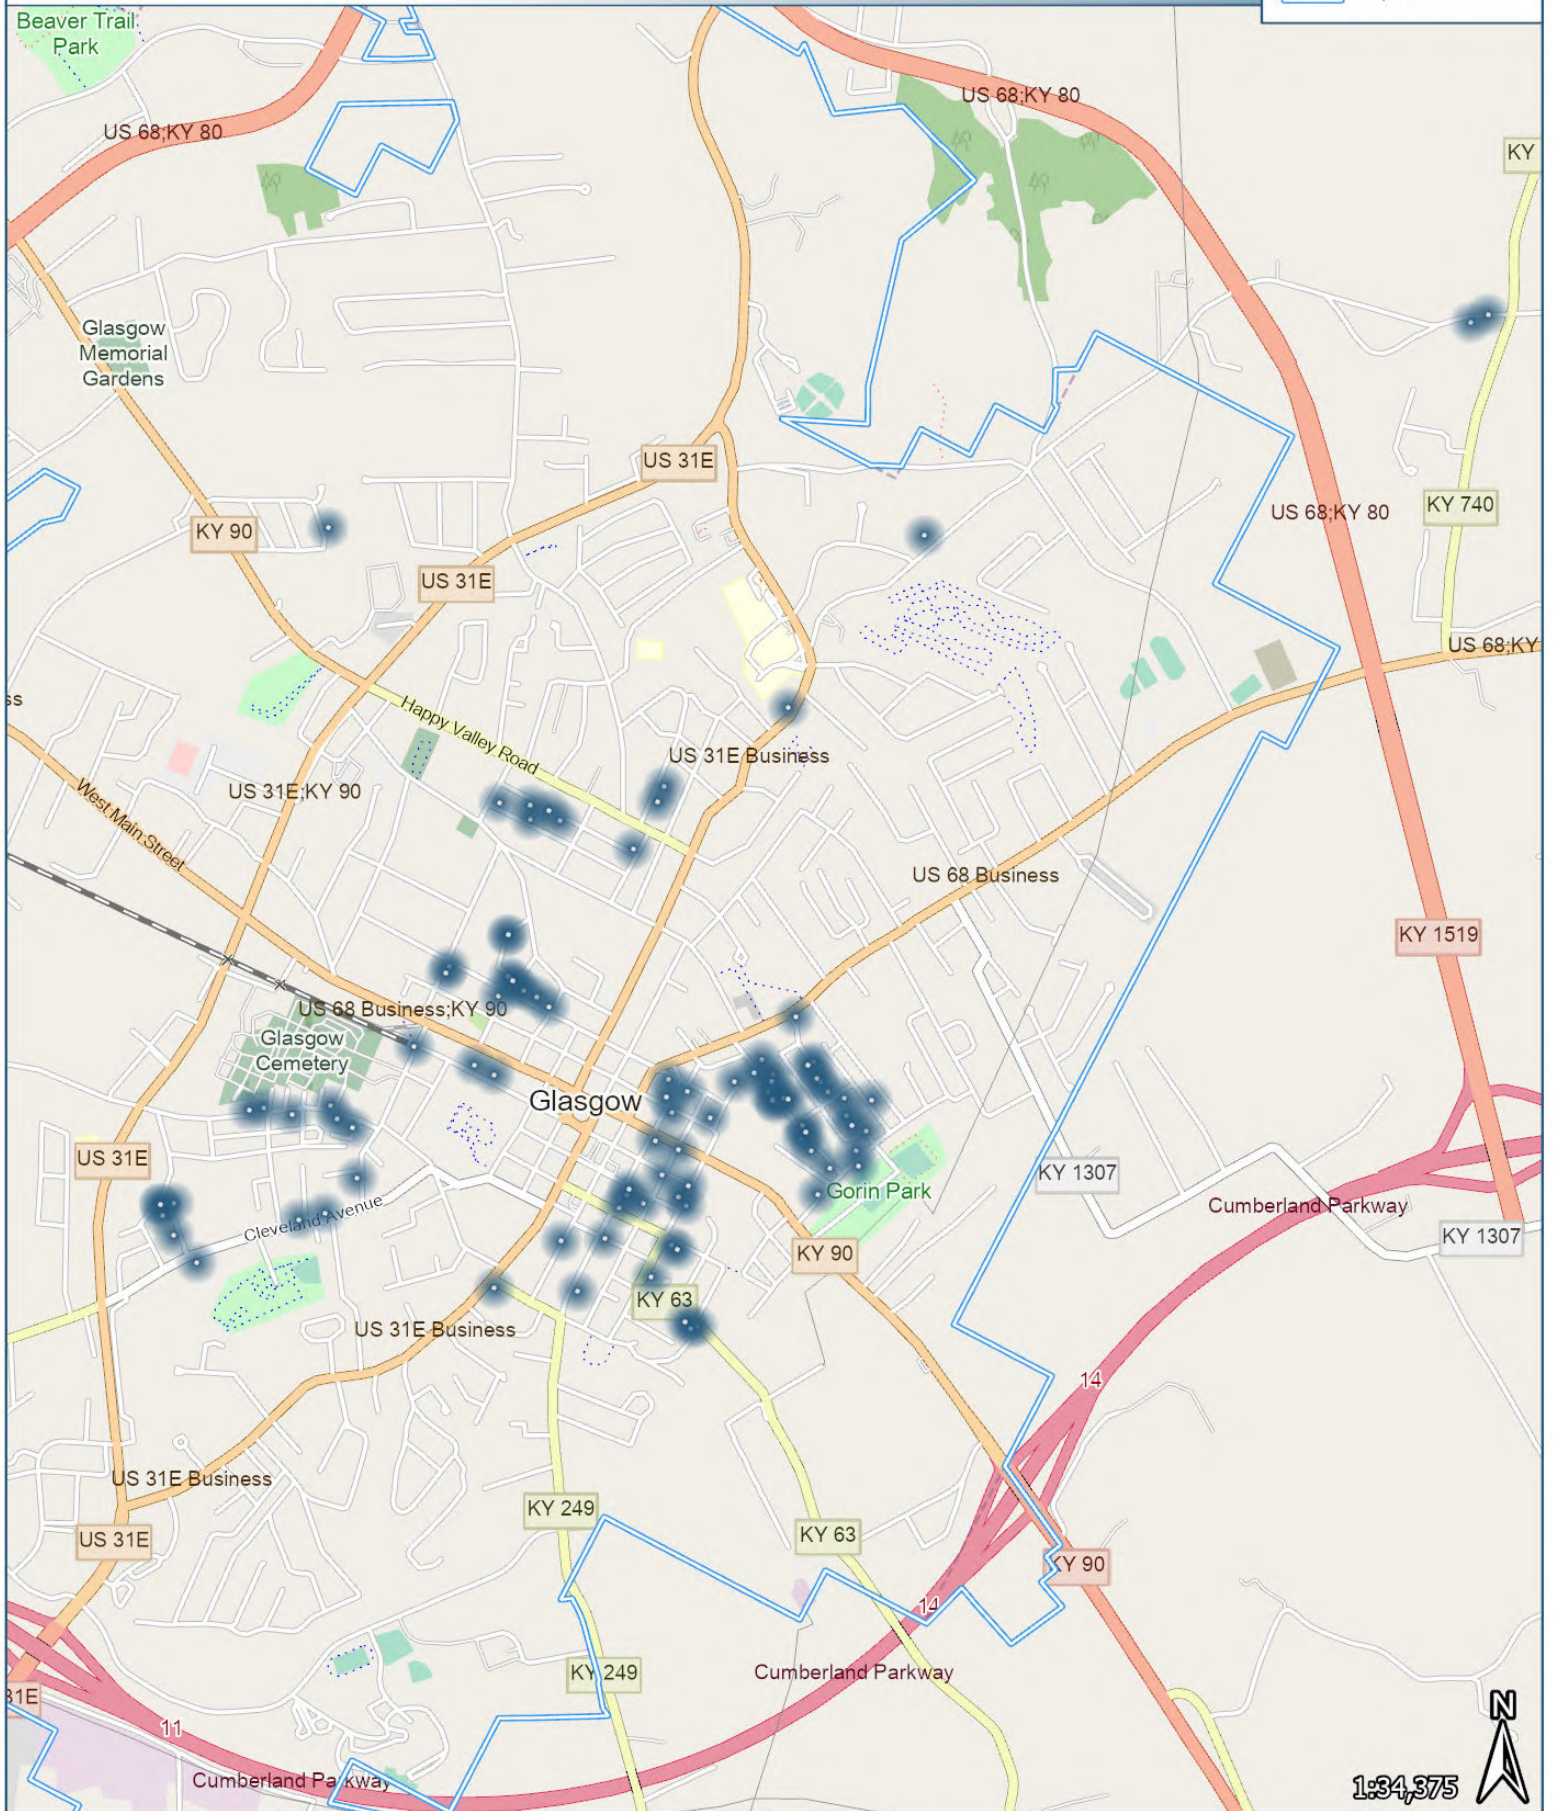 Beaver Trail
Park
US 68;KY 80
US 68;KY 80
KY
Glasgow
Memorial
Gardens
US 31E
KY 90
US 68;KY 80
KY 740
US 31E
US 68;KY
ss
Happy Valley Road
US 31E Business
US 31E;KY 90
West Main Street
US 68 Business
KY 1519
US 68 Business;KY 90
Glasgow
Cemetery
Glasgow
US 31E
KY 1307
Gorin Park
Cumberland Parkway
Cleveland Avenue
KY 90
KY 1307
KY 63
US 31E Business
14
US 31E Business
KY 249
KY 63
US 31E
KY 90
14
KY 249
Cumberland Parkway
31E
N
11
Cumberland Parkway
1:34,375